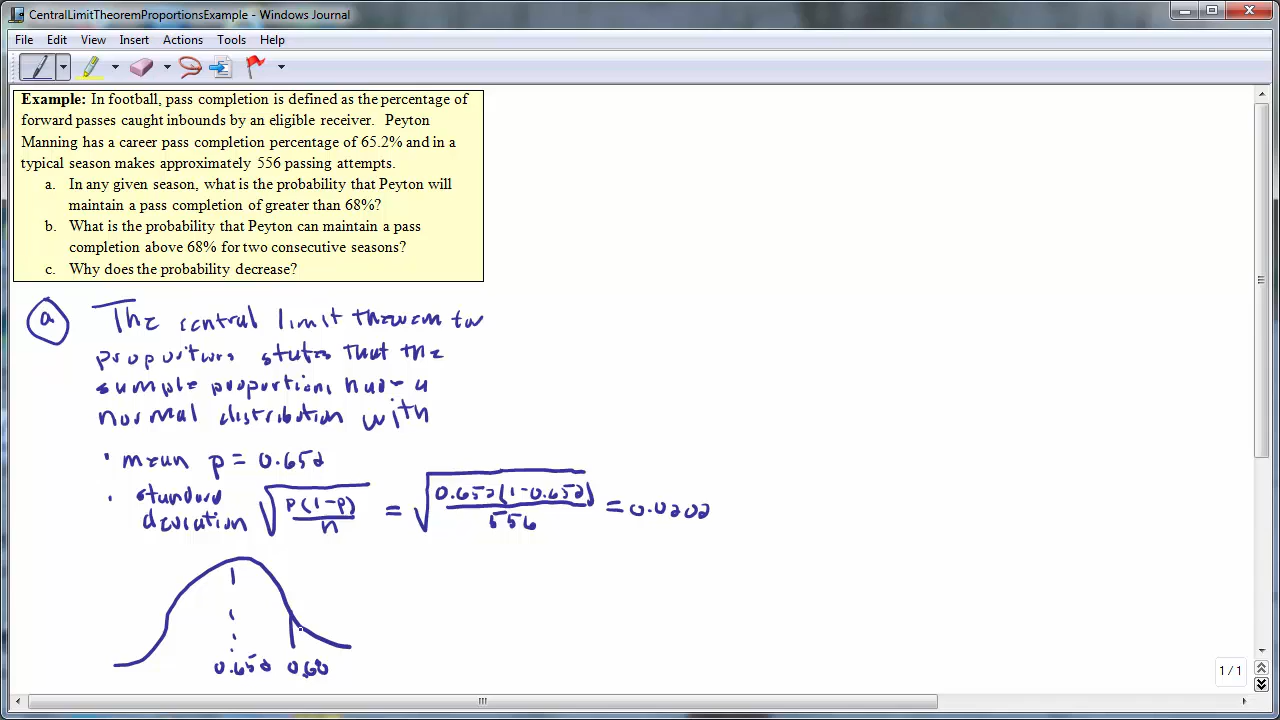 CentralLimitTheoremProportionsExample - Windows Journal
File Edit View Insert Actions Tools Help
Example: In football, pass completion is defined as the percentage of
forward passes caught inbounds by an eligible receiver. Peyton
Manning has a career pass completion percentage of 65.2% and in a
typical season makes approximately 556 passing attempts.
a. In any given season, what is the probability that Peyton will
maintain a pass completion of greater than 68%?
b. What is the probability that Peyton can maintain a pass
completion above 68% for two consecutive seasons?
c. Why does the probability decrease?
a The central limit theorem for
proportions states that the
sample proportions have a
normal distribution with
• mean p = 0.652
• standard deviation √(p(1-p)/n) = √(0.652(1-0.652)/556) = 0.0202
0.652 0.68
1 / 1